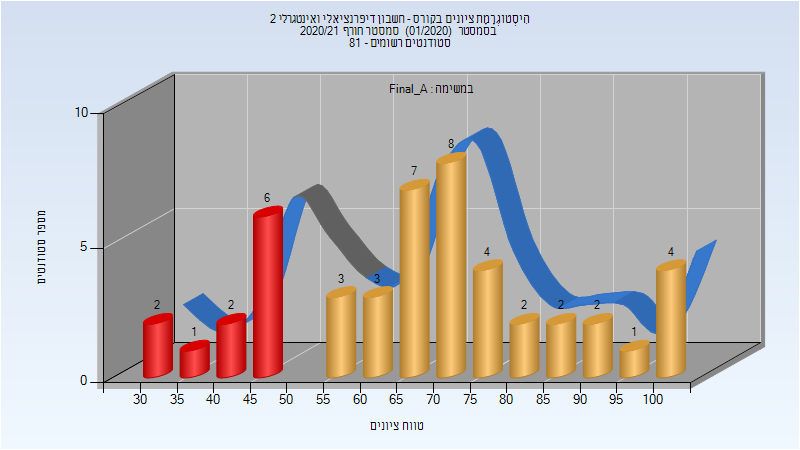 היסטוגרמת ציונים בקורס - חשבון דיפרנציאלי ואינטגרלי 2
בסמסטר (01/2020) סמסטר חורף 2020/21
סטודנטים רשומים - 81
במשימה : Final_A
מספר סטודנטים
10
5
0
2
1
2
6
3
3
7
8
4
2
2
2
1
4
30 35 40 45 50 55 60 65 70 75 80 85 90 95 100
טווח ציונים